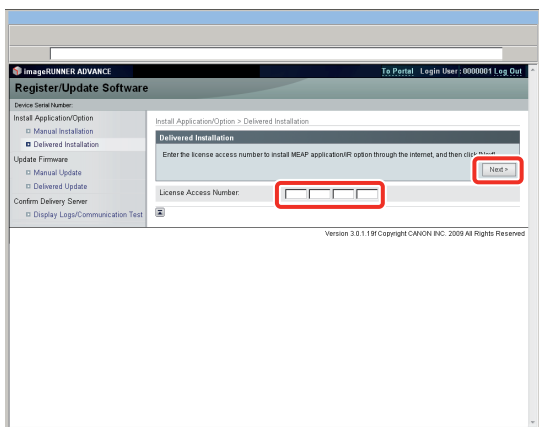 imageRUNNER ADVANCE
To Portal Login User : 0000001 Log Out
Register/Update Software
Device Serial Number:
Install Application/Option
Manual Installation
Delivered Installation
Update Firmware
Manual Update
Delivered Update
Confirm Delivery Server
Display Logs/Communication Test
Install Application/Option > Delivered Installation
Delivered Installation
Enter the license access number to install MEAP application/iR option through the internet, and then click
Next »
License Access Number:
Version 3.0.1.19f Copyright CANON INC. 2009 All Rights Reserved